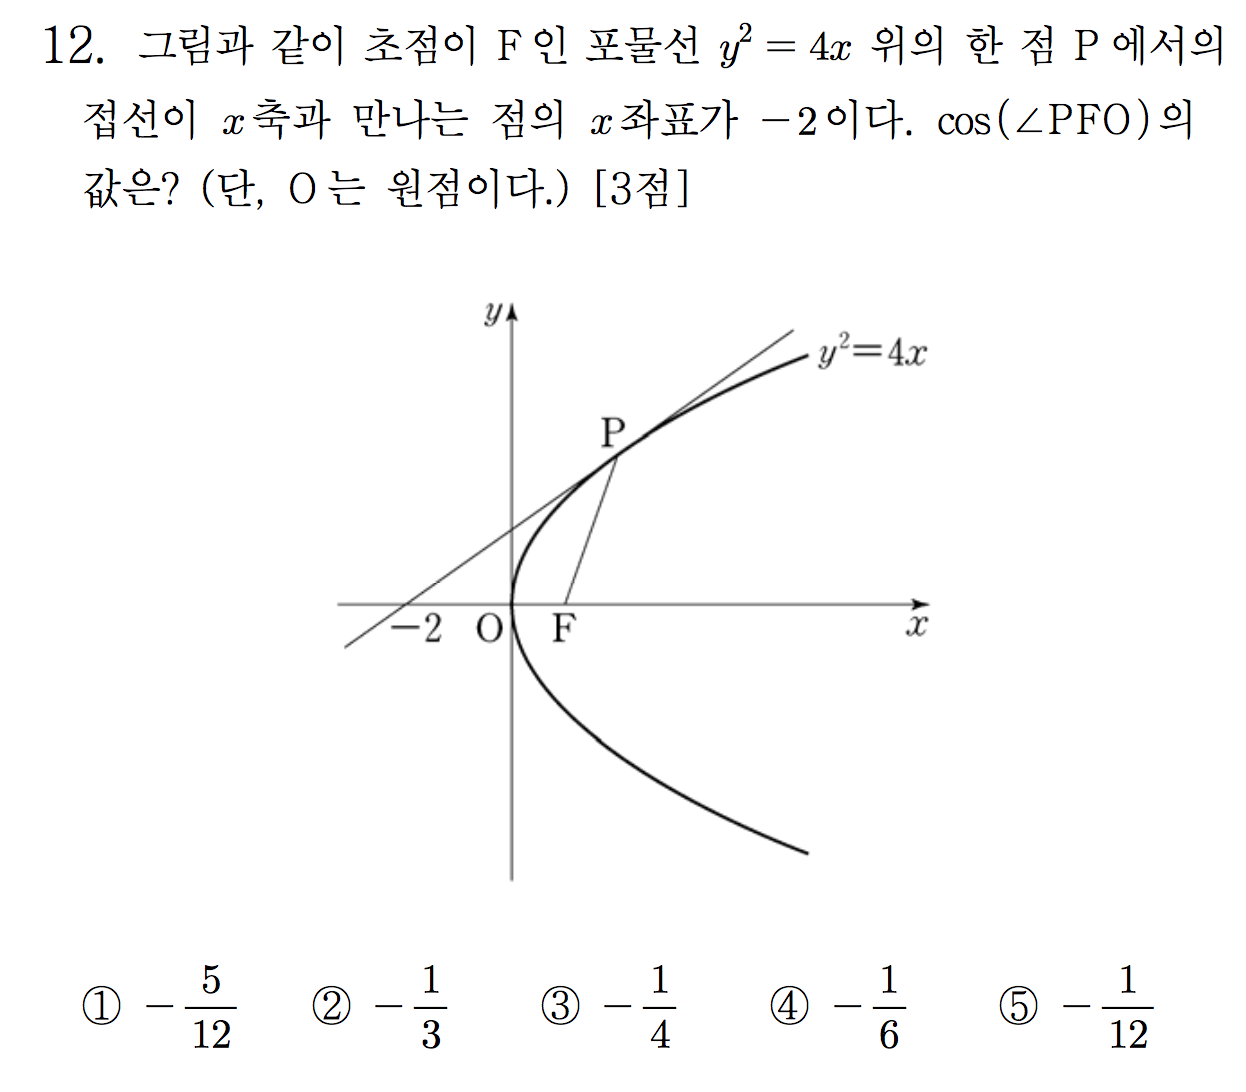 12. 그림과 같이 초점이 F인 포물선 y² = 4x 위의 한 점 P에서의
접선이 x축과 만나는 점의 x좌표가 −2이다. cos(∠PFO)의
값은? (단, O는 원점이다.) [3점]
y
y²=4x
P
−2 O F
x
① −5/12 ② −1/3 ③ −1/4 ④ −1/6 ⑤ −1/12